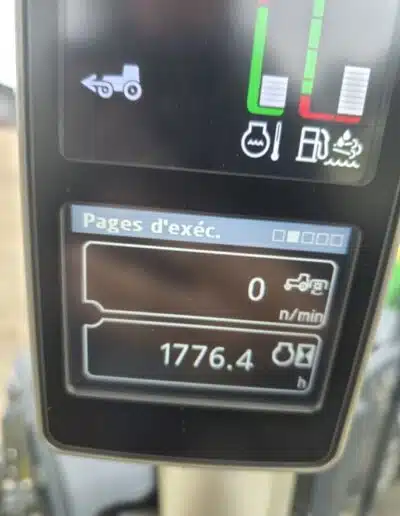 Pages d'exéc.
0
n/min
1776.4
h